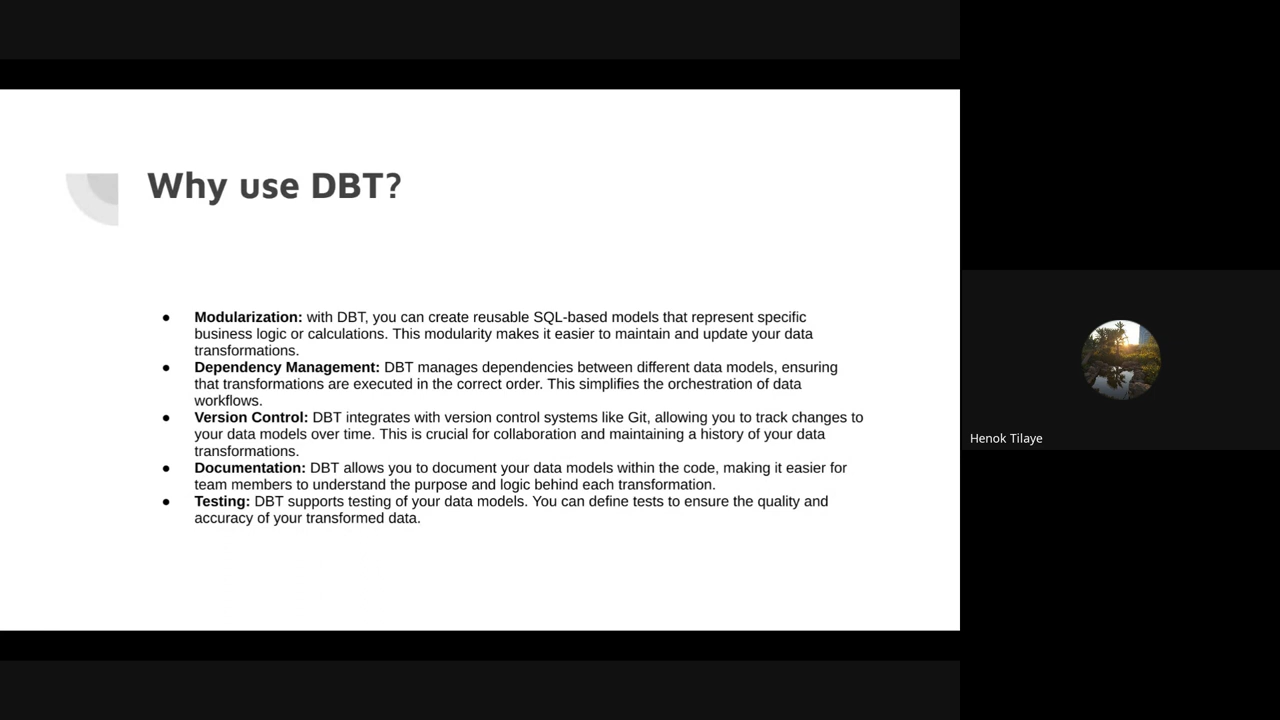 Why use DBT?
● Modularization: with DBT, you can create reusable SQL-based models that represent specific
business logic or calculations. This modularity makes it easier to maintain and update your data
transformations.
● Dependency Management: DBT manages dependencies between different data models, ensuring
that transformations are executed in the correct order. This simplifies the orchestration of data
workflows.
● Version Control: DBT integrates with version control systems like Git, allowing you to track changes to
your data models over time. This is crucial for collaboration and maintaining a history of your data
transformations.
● Documentation: DBT allows you to document your data models within the code, making it easier for
team members to understand the purpose and logic behind each transformation.
● Testing: DBT supports testing of your data models. You can define tests to ensure the quality and
accuracy of your transformed data.
Henok Tilaye